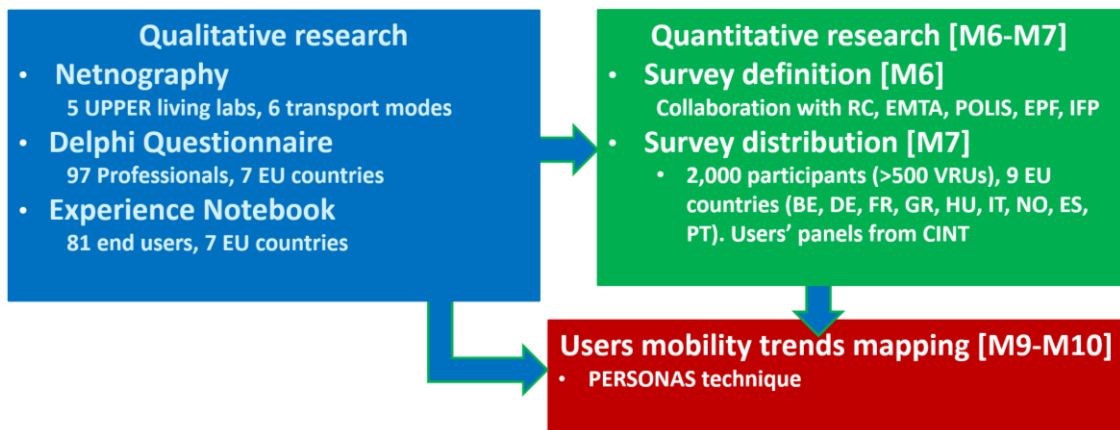 Qualitative research
• Netnography
5 UPPER living labs, 6 transport modes
• Delphi Questionnaire
97 Professionals, 7 EU countries
• Experience Notebook
81 end users, 7 EU countries
Quantitative research [M6-M7]
• Survey definition [M6]
Collaboration with RC, EMTA, POLIS, EPF, IFP
• Survey distribution [M7]
• 2,000 participants (>500 VRUs), 9 EU
countries (BE, DE, FR, GR, HU, IT, NO, ES,
PT). Users’ panels from CINT
Users mobility trends mapping [M9-M10]
• PERSONAS technique